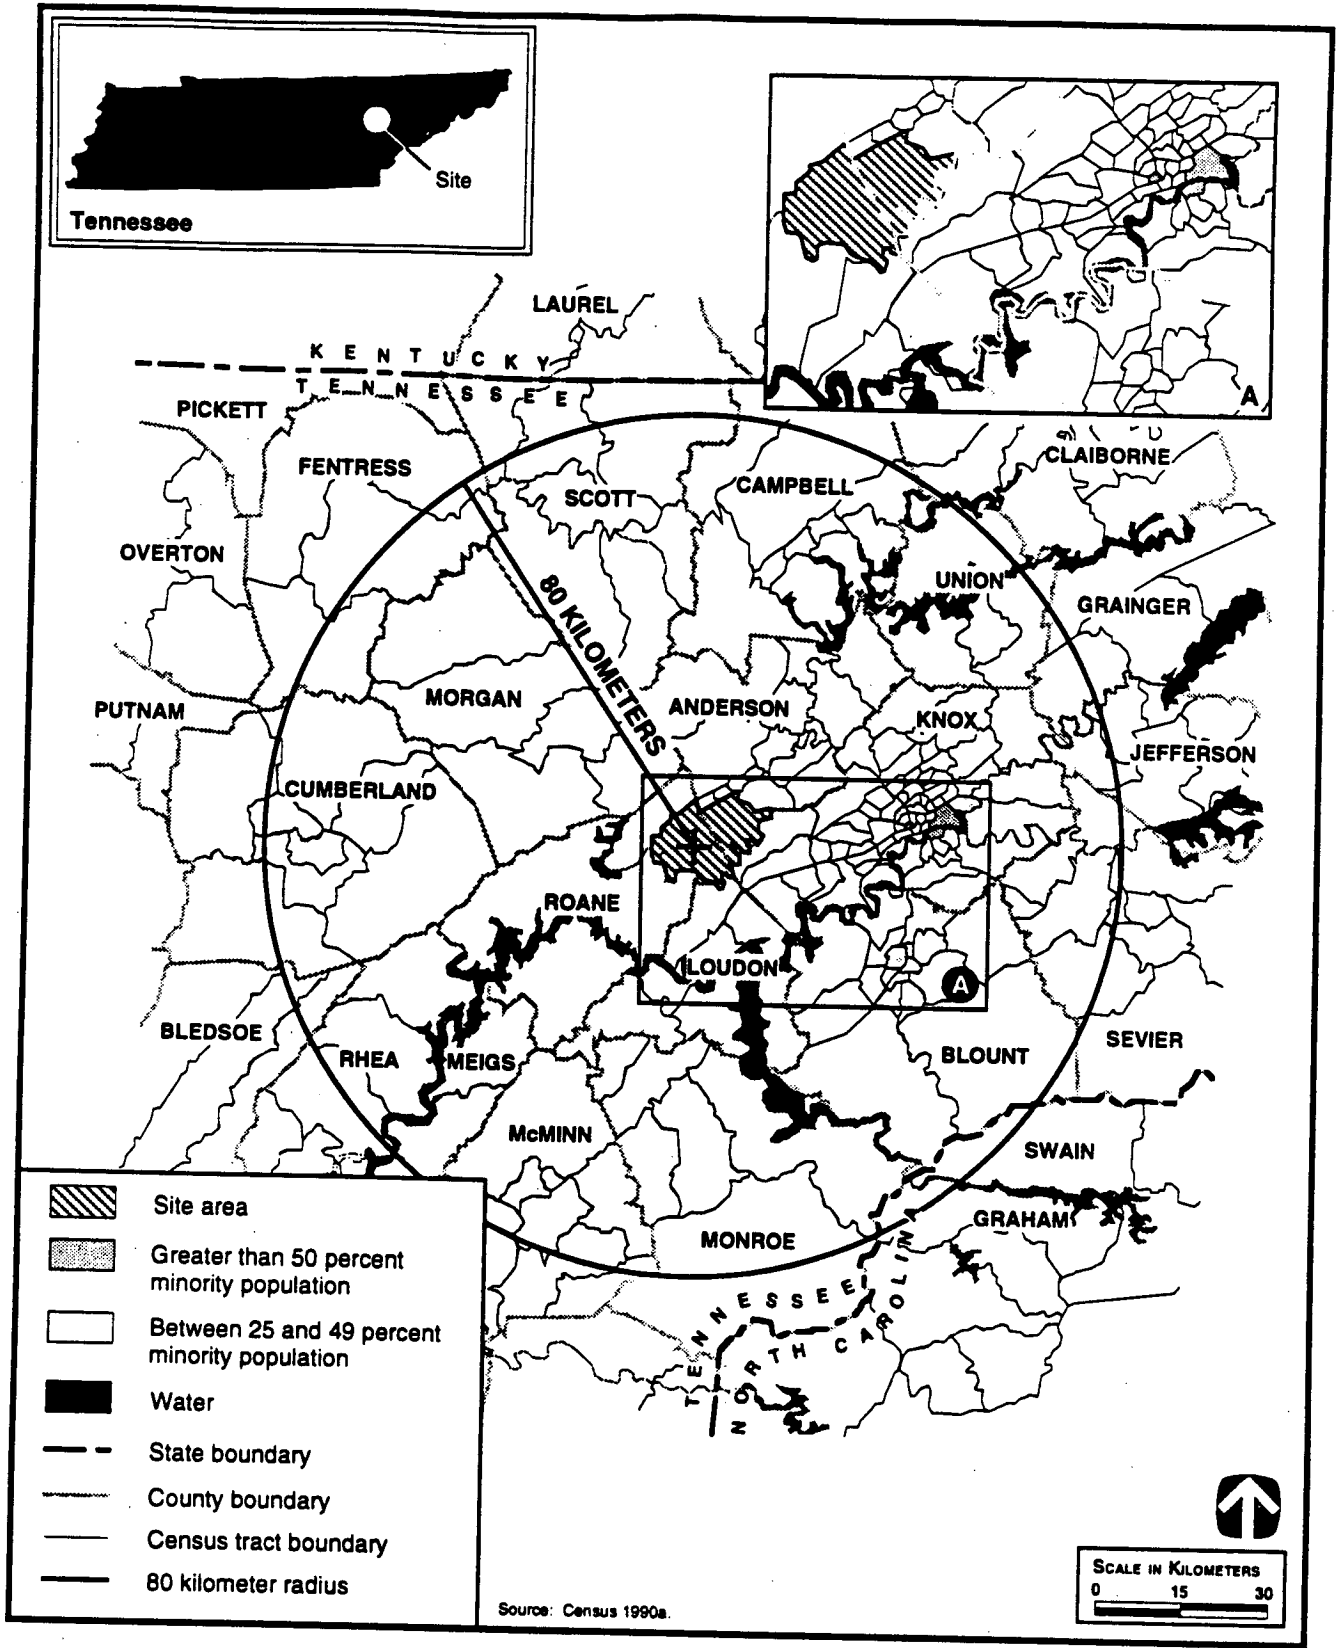 Site
Tennessee
A
LAUREL
KENTUCKY
TENNESSEE
PICKETT
FENTRESS
SCOTT
CAMPBELL
CLAIBORNE
OVERTON
UNION
GRAINGER
80 KILOMETERS
PUTNAM
MORGAN
ANDERSON
KNOX
JEFFERSON
CUMBERLAND
ROANE
LOUDON
A
BLEDSOE
RHEA
MEIGS
BLOUNT
SEVIER
McMINN
SWAIN
MONROE
GRAHAM
TENNESSEE
NORTH CAROLINA
Site area
Greater than 50 percent
minority population
Between 25 and 49 percent
minority population
Water
State boundary
County boundary
Census tract boundary
80 kilometer radius
Source: Census 1990a.
SCALE IN KILOMETERS
0 15 30